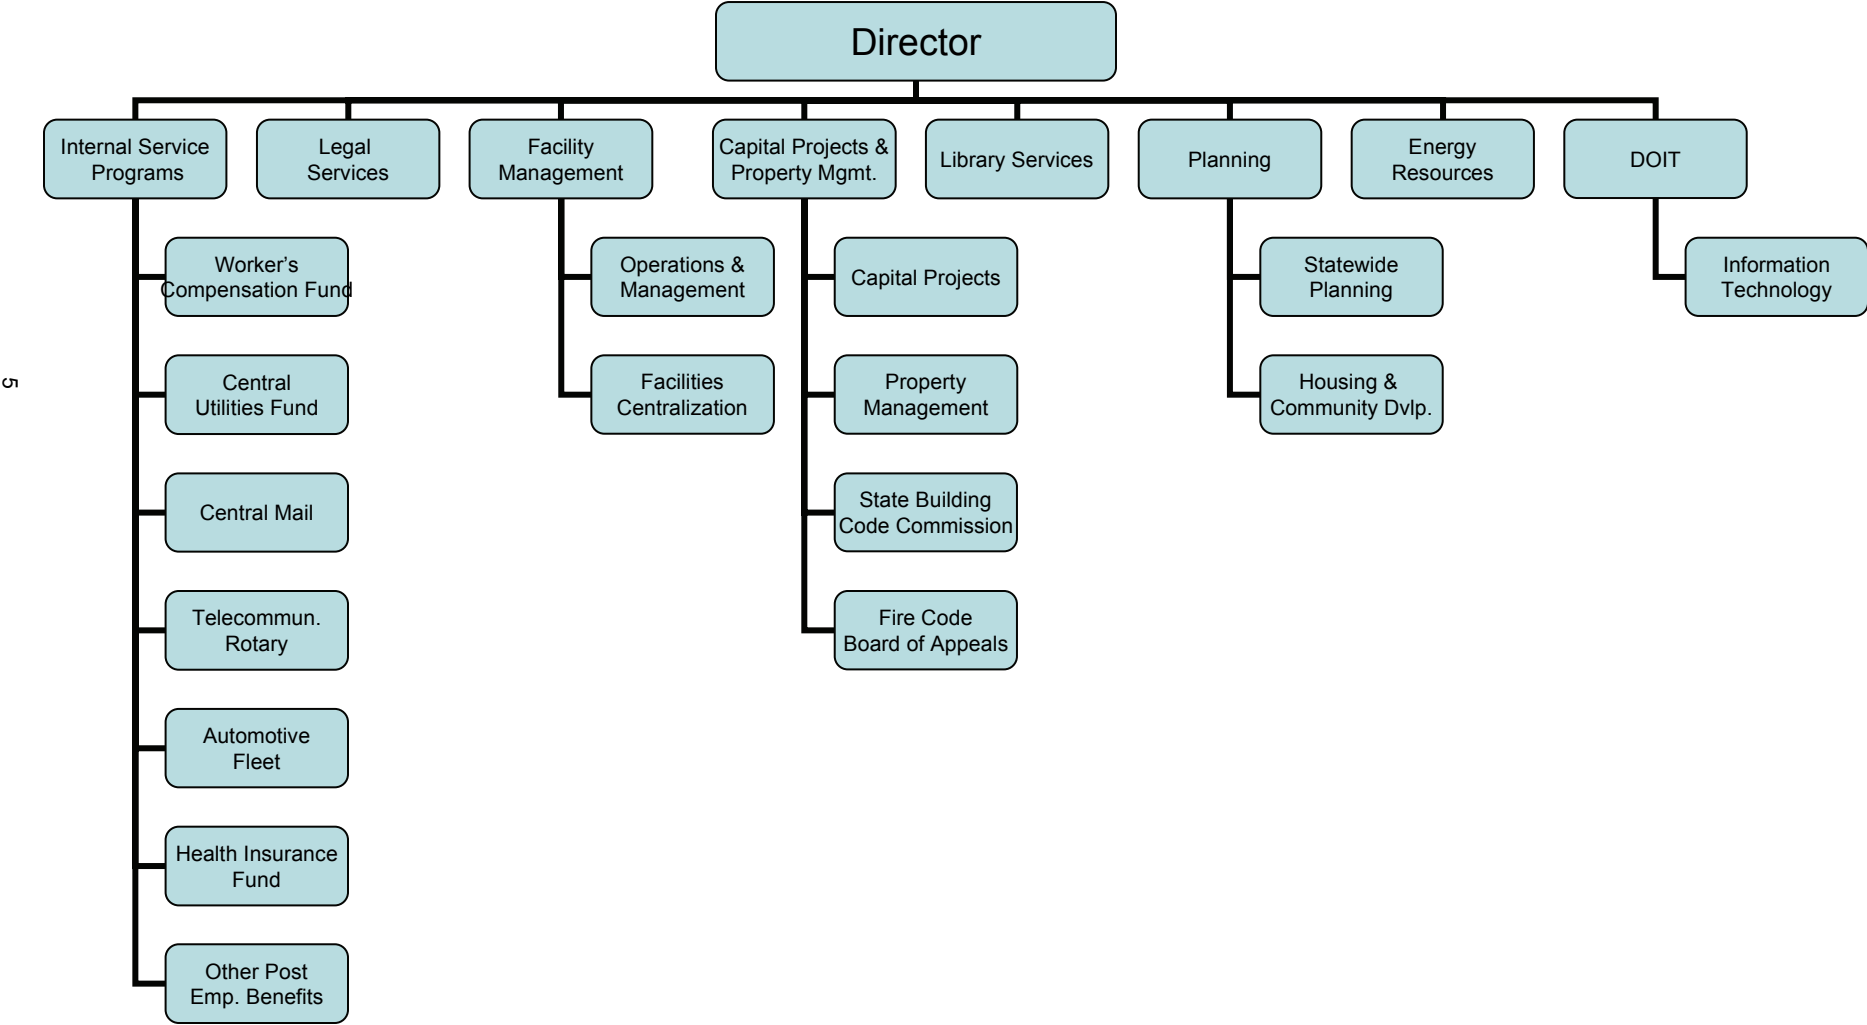 Director
Internal Service
Programs
Legal
Services
Facility
Management
Capital Projects &
Property Mgmt.
Library Services
Planning
Energy
Resources
DOIT
Worker’s
Compensation Fund
Central
Utilities Fund
Central Mail
Telecommun.
Rotary
Automotive
Fleet
Health Insurance
Fund
Other Post
Emp. Benefits
Operations &
Management
Facilities
Centralization
Capital Projects
Property
Management
State Building
Code Commission
Fire Code
Board of Appeals
Statewide
Planning
Housing &
Community Dvlp.
Information
Technology
5